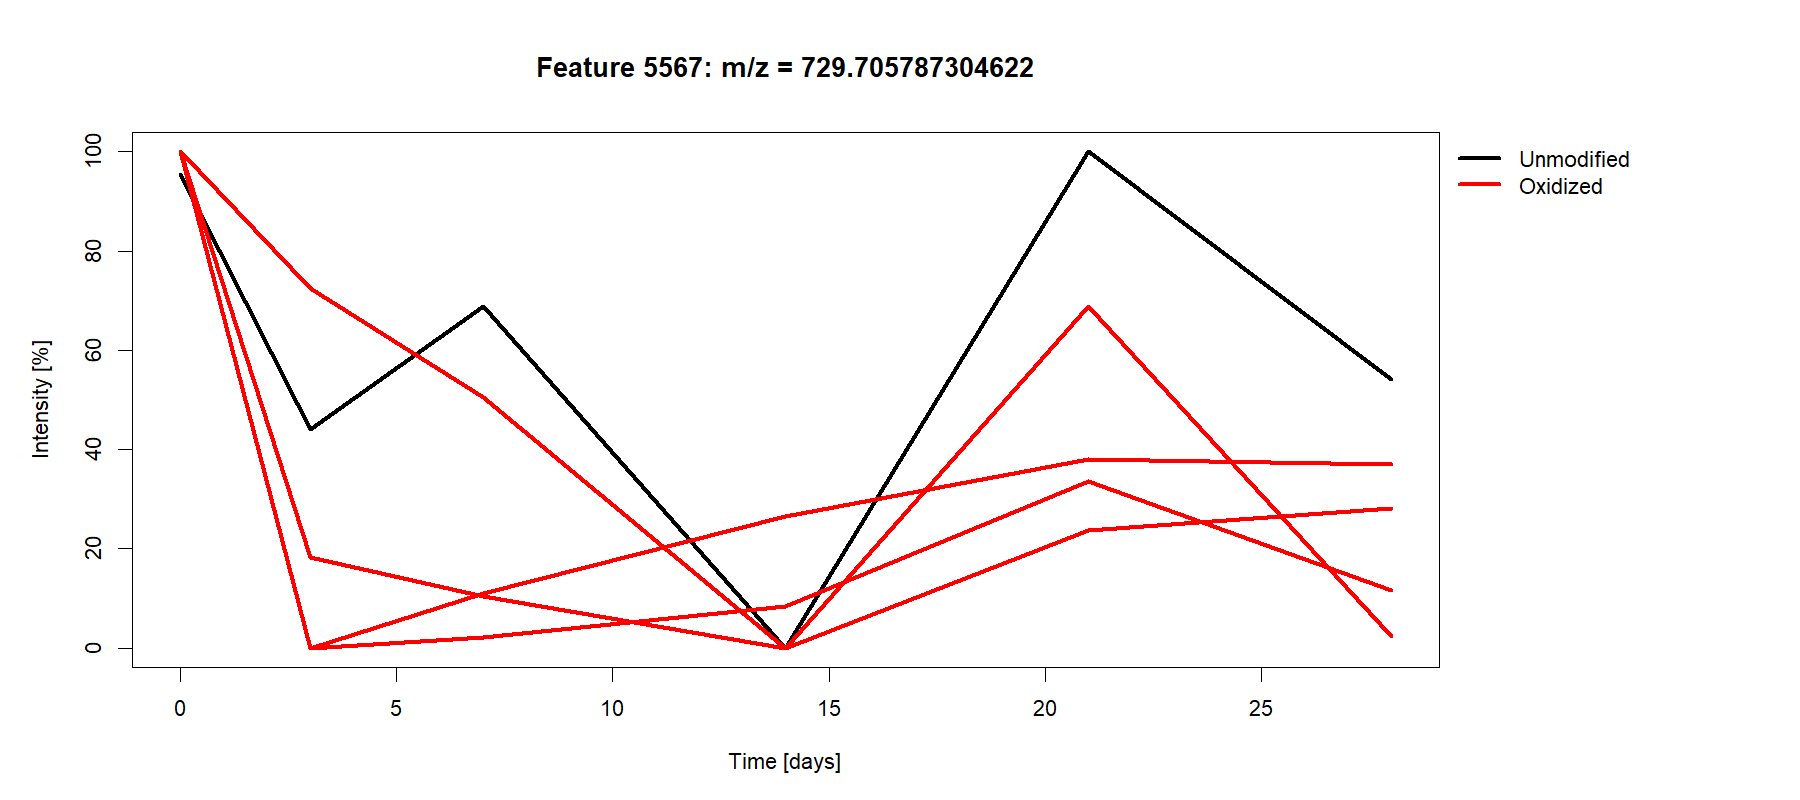 Feature 5567: m/z = 729.705787304622
Unmodified
Oxidized
Intensity [%]
100
80
60
40
20
0
0 5 10 15 20 25
Time [days]